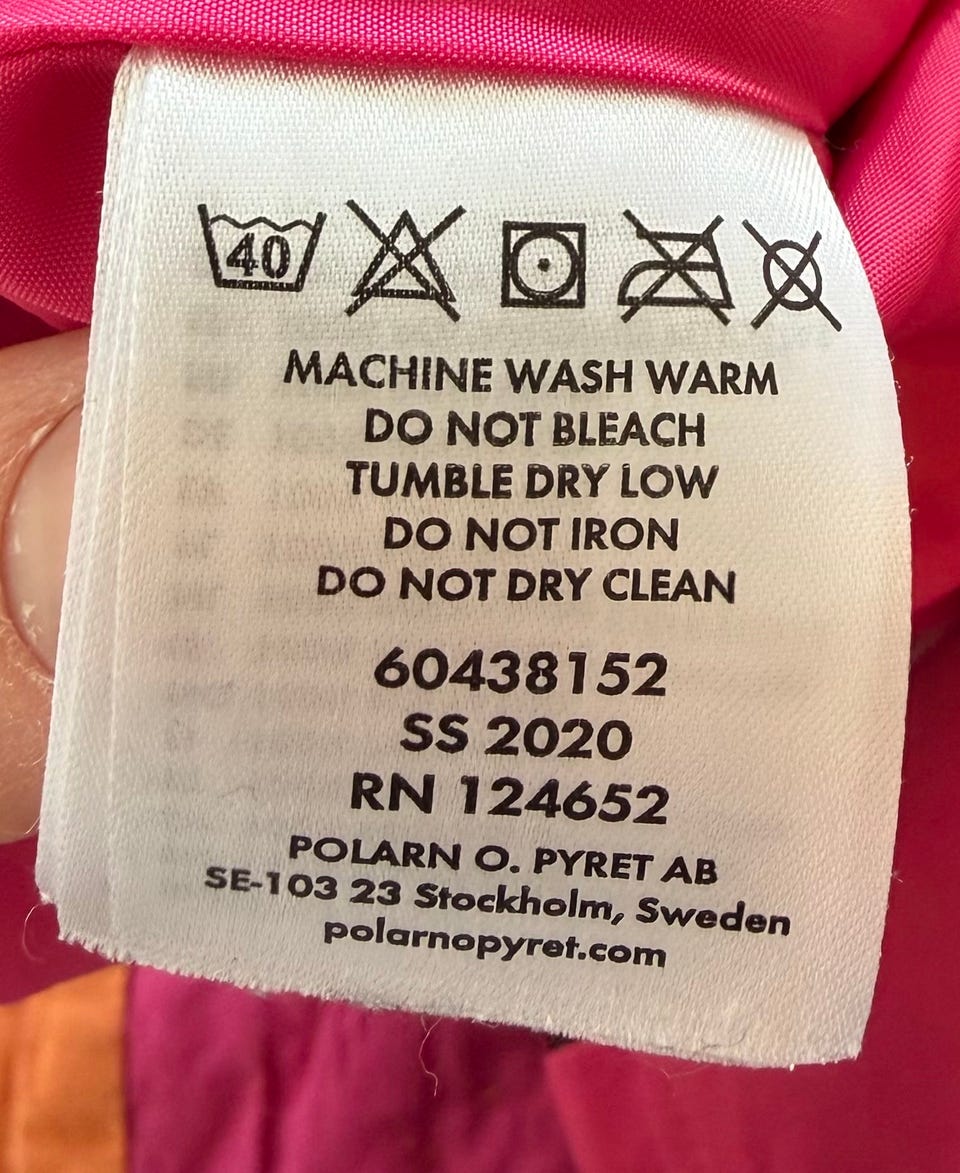 40
MACHINE WASH WARM
DO NOT BLEACH
TUMBLE DRY LOW
DO NOT IRON
DO NOT DRY CLEAN
60438152
SS 2020
RN 124652
POLARN O. PYRET AB
SE-103 23 Stockholm, Sweden
polarnopyret.com